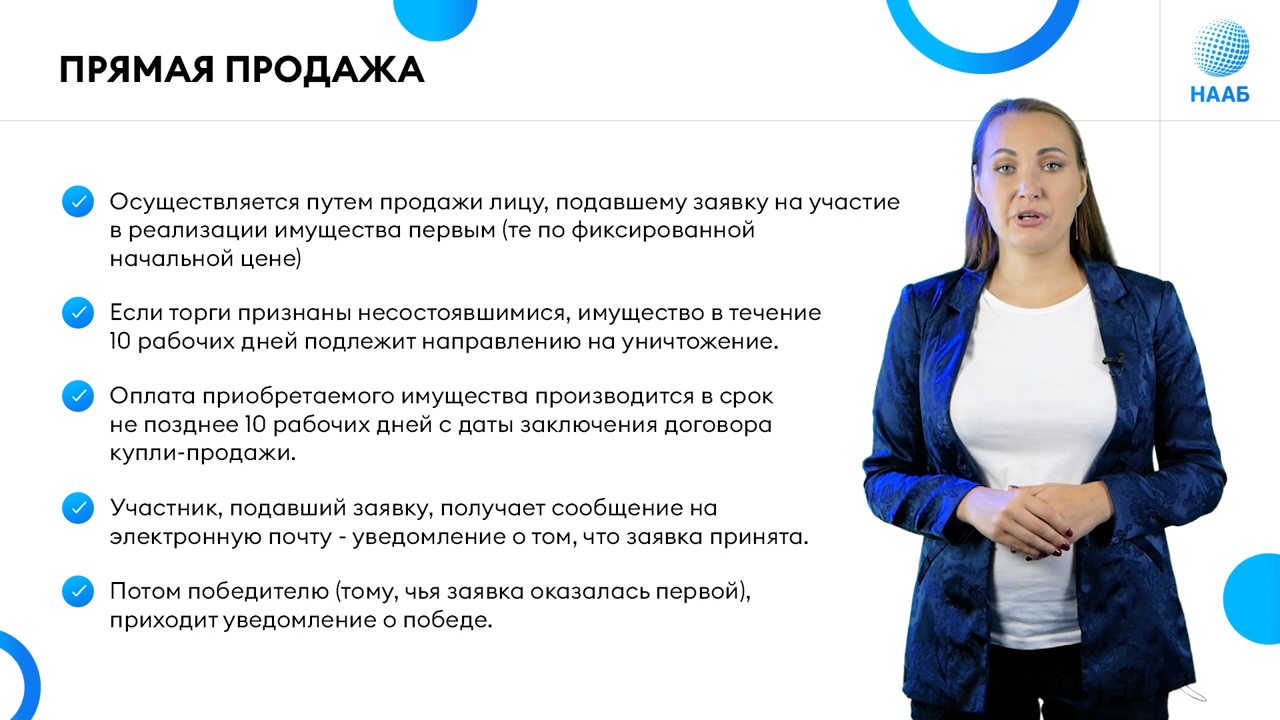 ПРЯМАЯ ПРОДАЖА
НААБ
Осуществляется путем продажи лицу, подавшему заявку на участие
в реализации имущества первым (те по фиксированной
начальной цене)
Если торги признаны несостоявшимися, имущество в течение
10 рабочих дней подлежит направлению на уничтожение.
Оплата приобретаемого имущества производится в срок
не позднее 10 рабочих дней с даты заключения договора
купли-продажи.
Участник, подавший заявку, получает сообщение на
электронную почту - уведомление о том, что заявка принята.
Потом победителю (тому, чья заявка оказалась первой),
приходит уведомление о победе.